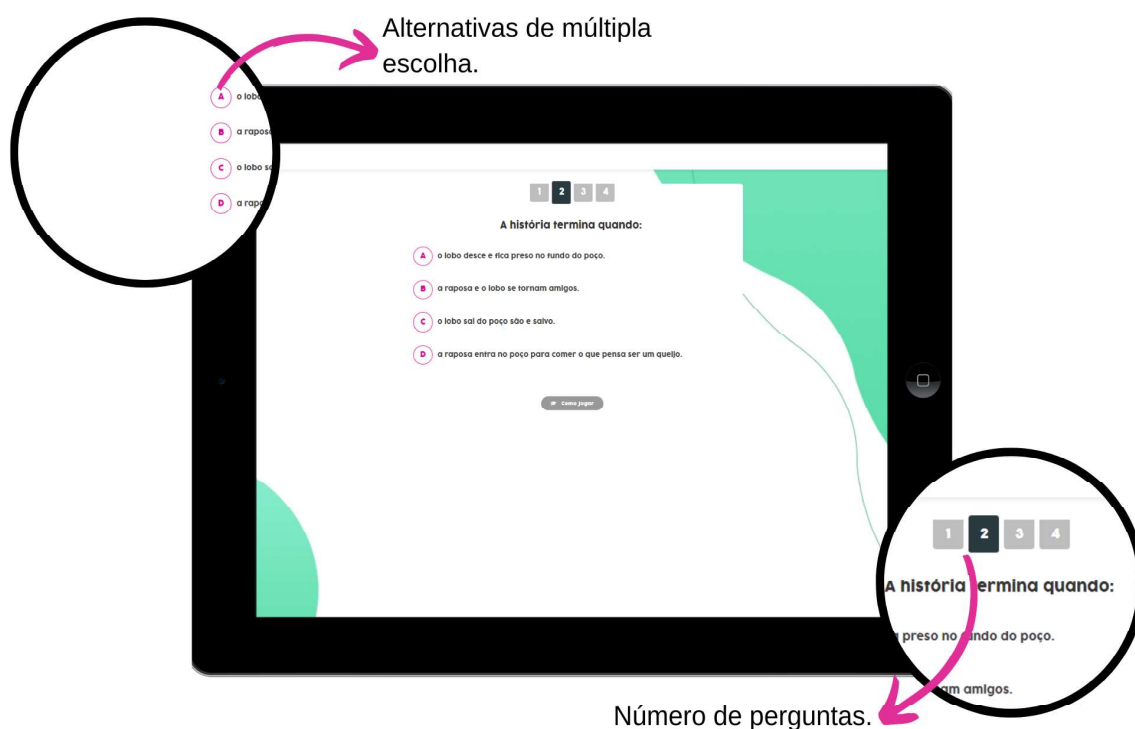 Alternativas de múltipla
escolha.
A o lobo
B a raposa
C o lobo sa
D a rapo
1 2 3 4
A história termina quando:
A o lobo desce e fica preso no fundo do poço.
B a raposa e o lobo se tornam amigos.
C o lobo sai do poço são e salvo.
D a raposa entra no poço para comer o que pensa ser um queijo.
Como jogar
1 2 3 4
A história termina quando:
preso no fundo do poço.
am amigos.
Número de perguntas.